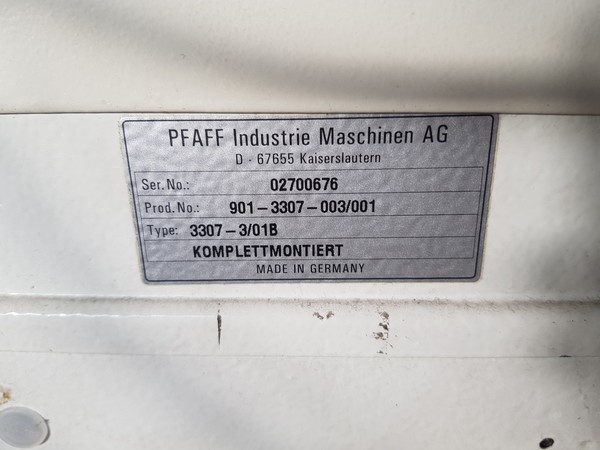 PFAFF Industrie Maschinen AG
D - 67655 Kaiserslautern
Ser.No.: 02700676
Prod.No.: 901-3307-003/001
Type: 3307-3/01B
KOMPLETTMONTIERT
MADE IN GERMANY